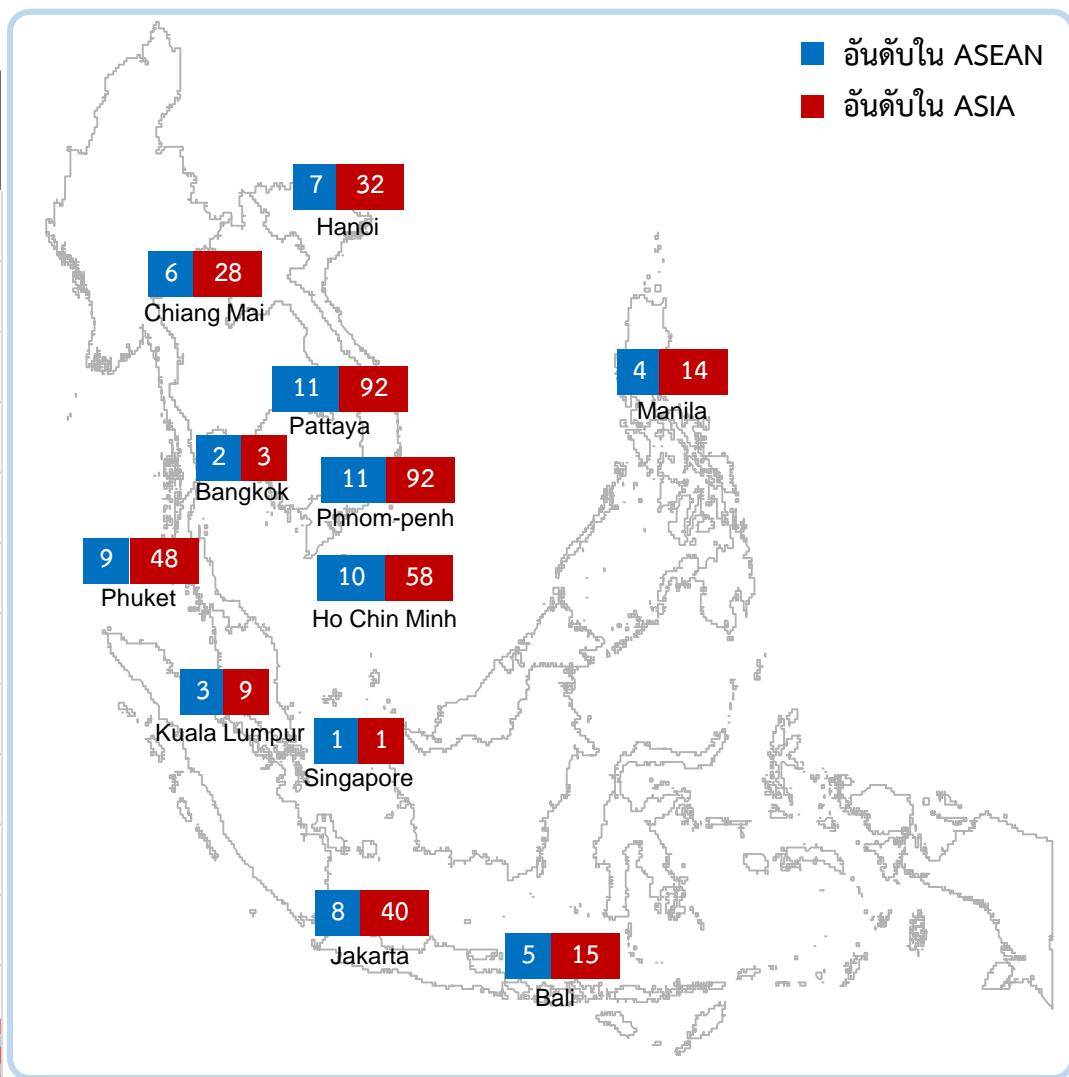 อันดับใน ASEAN
อันดับใน ASIA
7 32
Hanoi
6 28
Chiang Mai
4 14
Manila
11 92
Pattaya
2 3
Bangkok
11 92
Phnom-penh
9 48
Phuket
10 58
Ho Chin Minh
3 9
Kuala Lumpur
1 1
Singapore
8 40
Jakarta
5 15
Bali